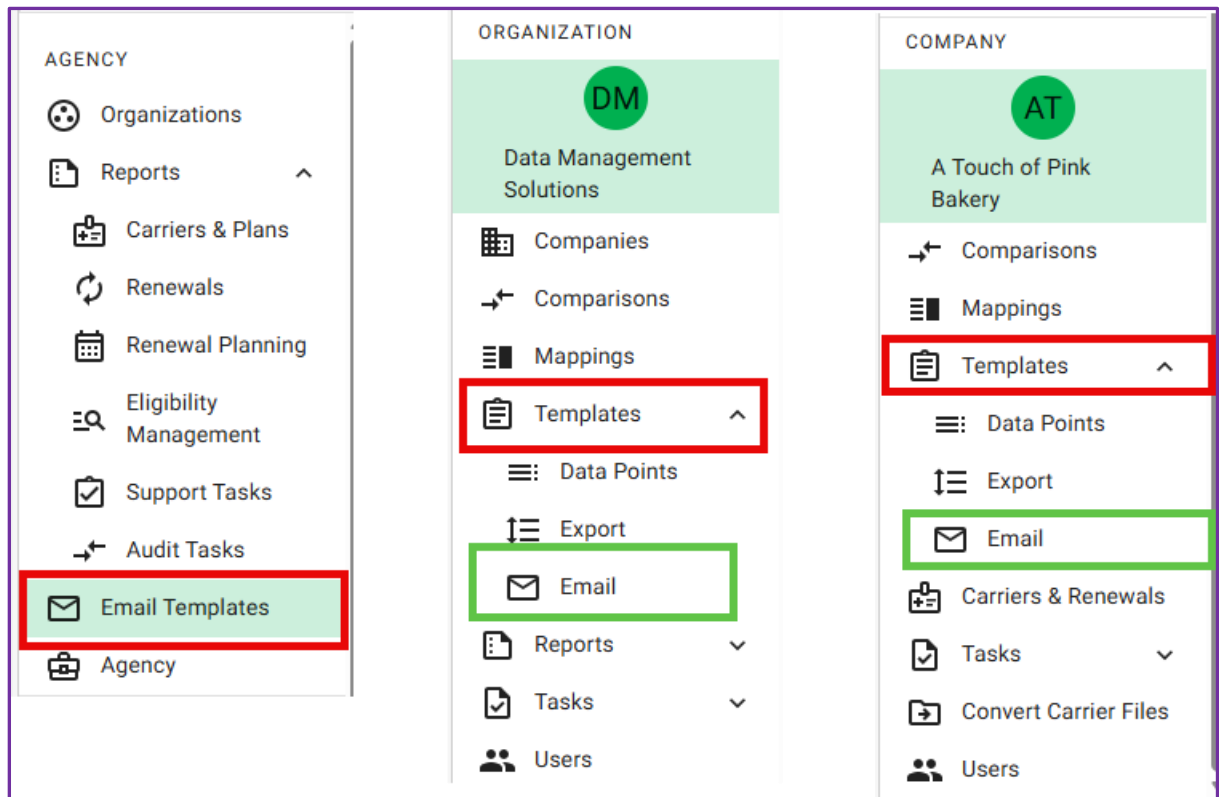 AGENCY
Organizations
Reports
Carriers & Plans
Renewals
Renewal Planning
Eligibility
Management
Support Tasks
Audit Tasks
Email Templates
Agency
ORGANIZATION
DM
Data Management
Solutions
Companies
Comparisons
Mappings
Templates
Data Points
Export
Email
Reports
Tasks
Users
COMPANY
AT
A Touch of Pink
Bakery
Comparisons
Mappings
Templates
Data Points
Export
Email
Carriers & Renewals
Tasks
Convert Carrier Files
Users